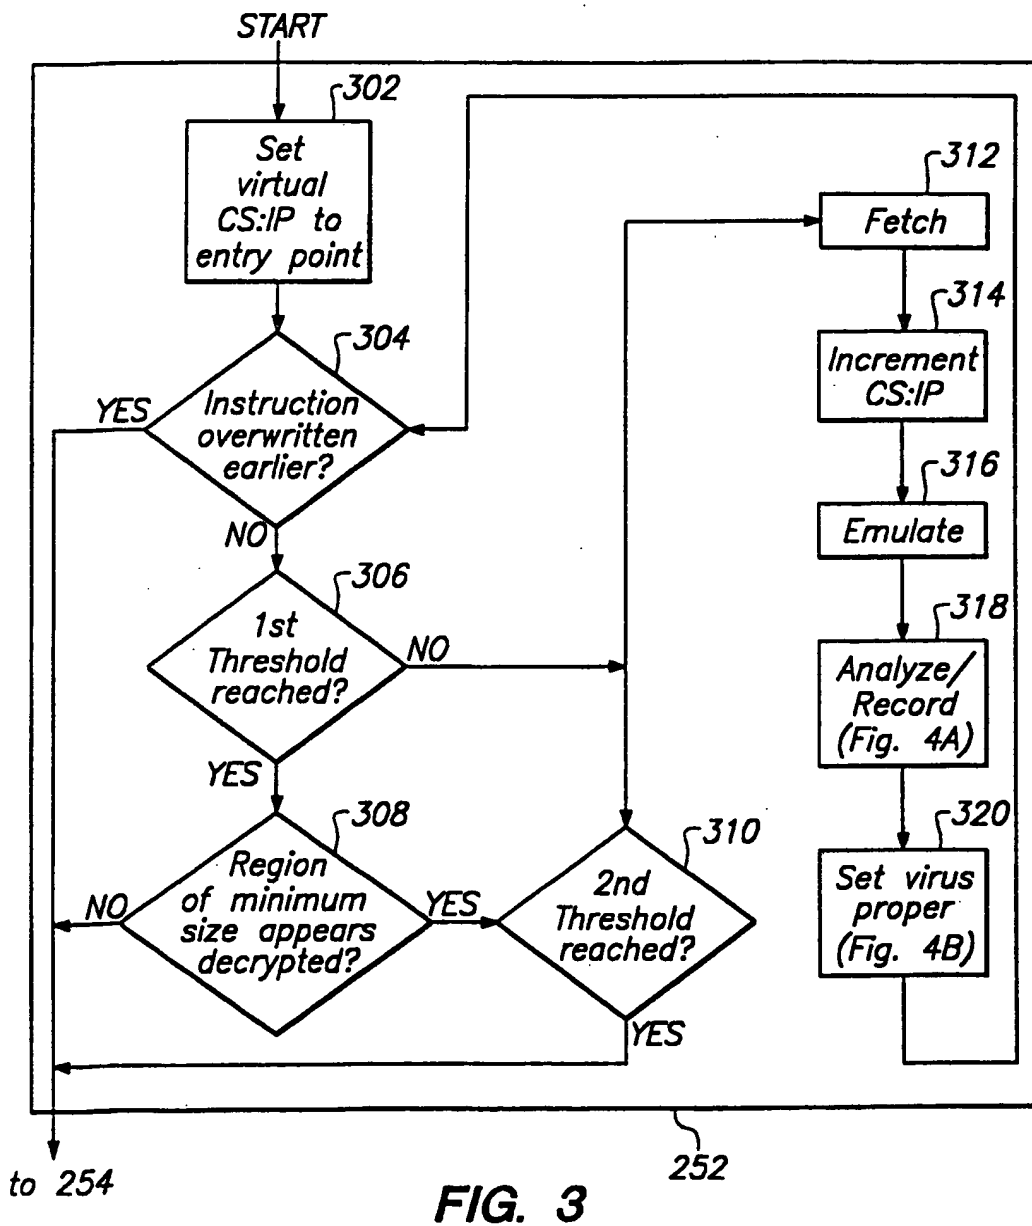 START
302
Set
virtual
CS:IP to
entry point
304
Instruction
overwritten
earlier?
YES
NO
306
1st
Threshold
reached?
NO
YES
308
Region
of minimum
size appears
decrypted?
NO
YES
310
2nd
Threshold
reached?
YES
312
Fetch
314
Increment
CS:IP
316
Emulate
318
Analyze/
Record
(Fig. 4A)
320
Set virus
proper
(Fig. 4B)
252
to 254
FIG. 3